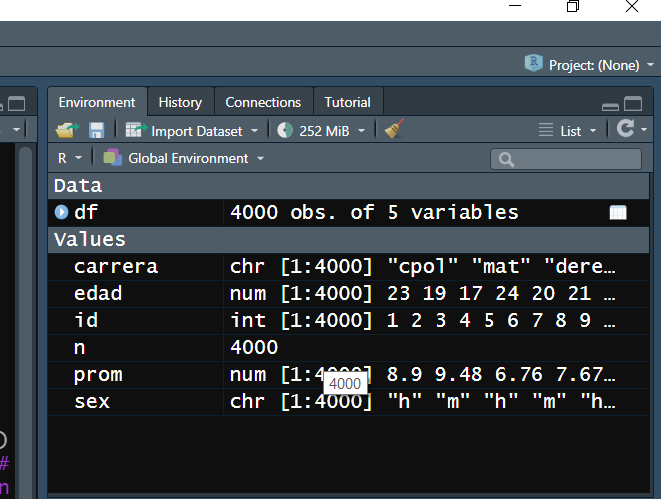 Project: (None)
Environment History Connections Tutorial
Import Dataset 252 MiB List
R Global Environment
Data
df 4000 obs. of 5 variables
Values
carrera chr [1:4000] "cpol" "mat" "dere…
edad num [1:4000] 23 19 17 24 20 21 …
id int [1:4000] 1 2 3 4 5 6 7 8 9 …
n 4000
prom num [1:4000] 8.9 9.48 6.76 7.67…
4000
sex chr [1:4000] "h" "m" "h" "m" "h…
#
n